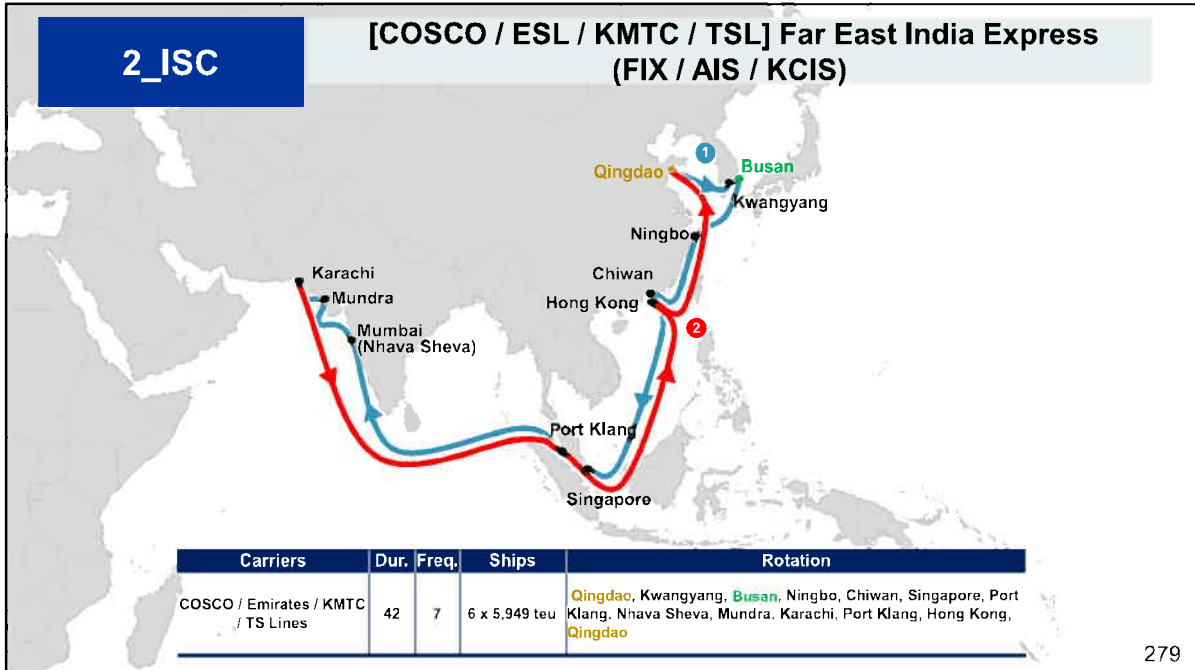 2_ISC
[COSCO / ESL / KMTC / TSL] Far East India Express
(FIX / AIS / KCIS)
1
Qingdao
Busan
Kwangyang
Ningbo
Chiwan
Hong Kong
2
Karachi
Mundra
Mumbai
(Nhava Sheva)
Port Klang
Singapore
Carriers Dur. Freq. Ships Rotation
COSCO / Emirates / KMTC
/ TS Lines
42
7
6 x 5,949 teu
Qingdao, Kwangyang, Busan, Ningbo, Chiwan, Singapore, Port
Klang. Nhava Sheva, Mundra, Karachi, Port Klang, Hong Kong,
Qingdao
279